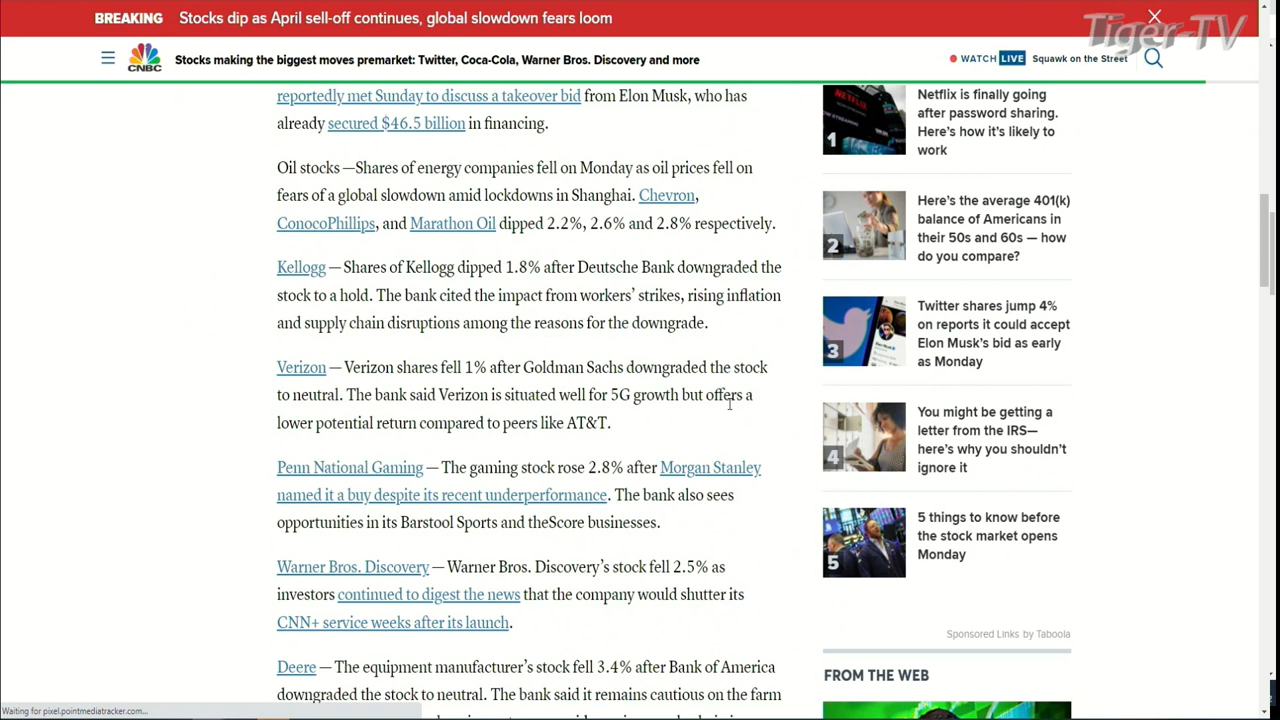 BREAKING Stocks dip as April sell-off continues, global slowdown fears loom
Tiger-TV
CNBC
Stocks making the biggest moves premarket: Twitter, Coca-Cola, Warner Bros. Discovery and more
WATCH LIVE Squawk on the Street
reportedly met Sunday to discuss a takeover bid from Elon Musk, who has
already secured $46.5 billion in financing.
Oil stocks —Shares of energy companies fell on Monday as oil prices fell on
fears of a global slowdown amid lockdowns in Shanghai. Chevron,
ConocoPhillips, and Marathon Oil dipped 2.2%, 2.6% and 2.8% respectively.
Kellogg — Shares of Kellogg dipped 1.8% after Deutsche Bank downgraded the
stock to a hold. The bank cited the impact from workers’ strikes, rising inflation
and supply chain disruptions among the reasons for the downgrade.
Verizon — Verizon shares fell 1% after Goldman Sachs downgraded the stock
to neutral. The bank said Verizon is situated well for 5G growth but offers a
lower potential return compared to peers like AT&T.
Penn National Gaming — The gaming stock rose 2.8% after Morgan Stanley
named it a buy despite its recent underperformance. The bank also sees
opportunities in its Barstool Sports and theScore businesses.
Warner Bros. Discovery — Warner Bros. Discovery’s stock fell 2.5% as
investors continued to digest the news that the company would shutter its
CNN+ service weeks after its launch.
Deere — The equipment manufacturer’s stock fell 3.4% after Bank of America
downgraded the stock to neutral. The bank said it remains cautious on the farm
NETFLIX
1
Netflix is finally going
after password sharing.
Here’s how it’s likely to
work
2
Here’s the average 401(k)
balance of Americans in
their 50s and 60s — how
do you compare?
3
Twitter shares jump 4%
on reports it could accept
Elon Musk’s bid as early
as Monday
4
You might be getting a
letter from the IRS—
here’s why you shouldn’t
ignore it
5
5 things to know before
the stock market opens
Monday
Sponsored Links by Taboola
FROM THE WEB
Waiting for pixel.pointmediatracker.com...